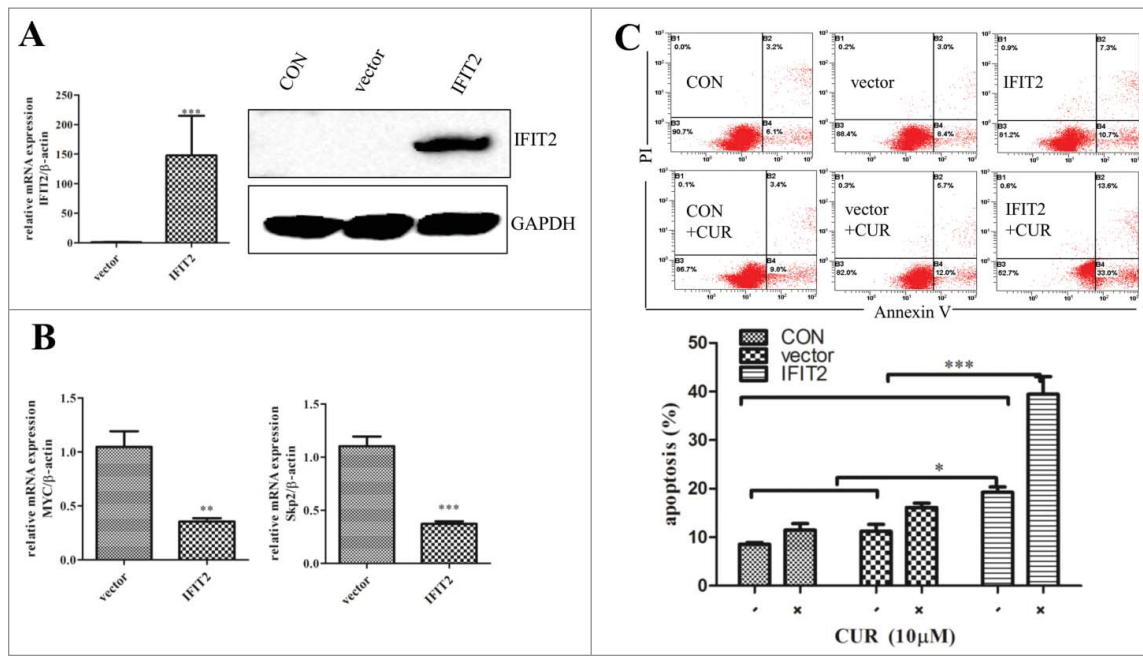 A
relative mRNA expression
IFIT2/β-actin
250
200
150
100
50
0
***
vector
IFIT2
CON
vector
IFIT2
IFIT2
GAPDH
B
relative mRNA expression
MYC/β-actin
1.5
1.0
0.5
0.0
**
vector
IFIT2
relative mRNA expression
Skp2/β-actin
1.5
1.0
0.5
0.0
***
vector
IFIT2
C
PI
B1
0.0%
B2
3.2%
CON
B3
90.7%
B4
6.1%
B1
0.2%
B2
3.0%
vector
B3
88.4%
B4
8.4%
B1
0.9%
B2
7.3%
IFIT2
B3
81.2%
B4
10.7%
B1
0.1%
B2
3.4%
CON
+CUR
B3
86.7%
B4
9.8%
B1
0.3%
B2
5.7%
vector
+CUR
B3
82.0%
B4
12.0%
B1
0.6%
B2
13.6%
IFIT2
+CUR
B3
52.7%
B4
33.0%
Annexin V
CON
vector
IFIT2
apoptosis (%)
50
40
30
20
10
0
***
*
- + - + - +
CUR (10μM)